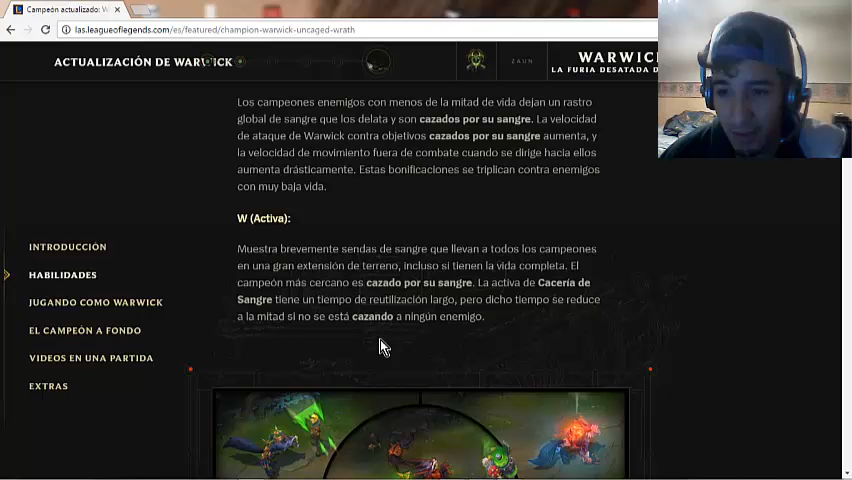 Campeón actualizado: W
las.leagueoflegends.com/es/featured/champion-warwick-uncaged-wrath
ACTUALIZACIÓN DE WARWICK
ZAUN
WARWICK
LA FURIA DESATADA D
Los campeones enemigos con menos de la mitad de vida dejan un rastro
global de sangre que los delata y son cazados por su sangre. La velocidad
de ataque de Warwick contra objetivos cazados por su sangre aumenta, y
la velocidad de movimiento fuera de combate cuando se dirige hacia ellos
aumenta drásticamente. Estas bonificaciones se triplican contra enemigos
con muy baja vida.
W (Activa):
Muestra brevemente sendas de sangre que llevan a todos los campeones
en una gran extensión de terreno, incluso si tienen la vida completa. El
campeón más cercano es cazado por su sangre. La activa de Cacería de
Sangre tiene un tiempo de reutilización largo, pero dicho tiempo se reduce
a la mitad si no se está cazando a ningún enemigo.
INTRODUCCIÓN
HABILIDADES
JUGANDO COMO WARWICK
EL CAMPEÓN A FONDO
VIDEOS EN UNA PARTIDA
EXTRAS